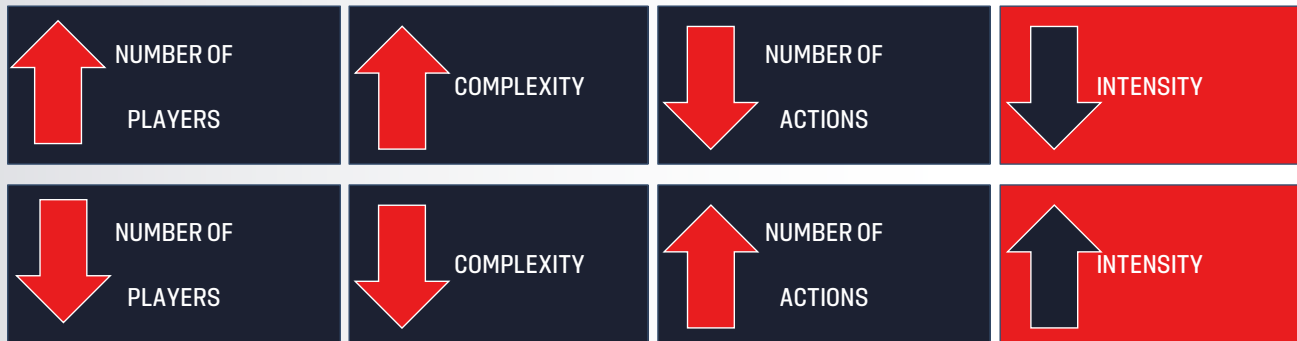 NUMBER OF
PLAYERS
COMPLEXITY
NUMBER OF
ACTIONS
INTENSITY
NUMBER OF
PLAYERS
COMPLEXITY
NUMBER OF
ACTIONS
INTENSITY